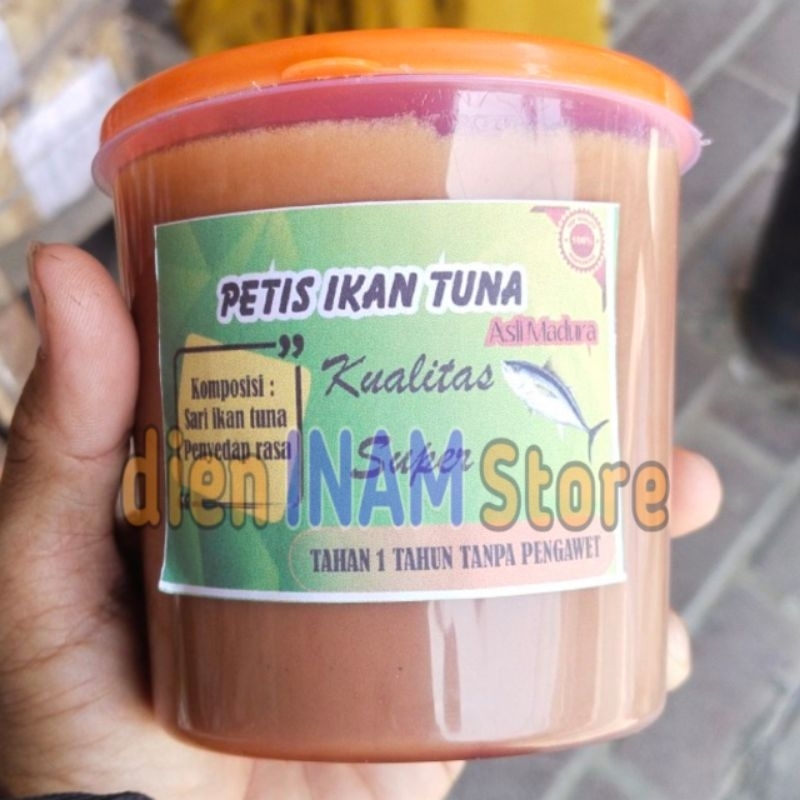 100%
PETIS IKAN TUNA
Asli Madura
Komposisi :
Sari ikan tuna
Penyedap rasa
Kualitas
Super
dien INAM Store
TAHAN 1 TAHUN TANPA PENGAWET